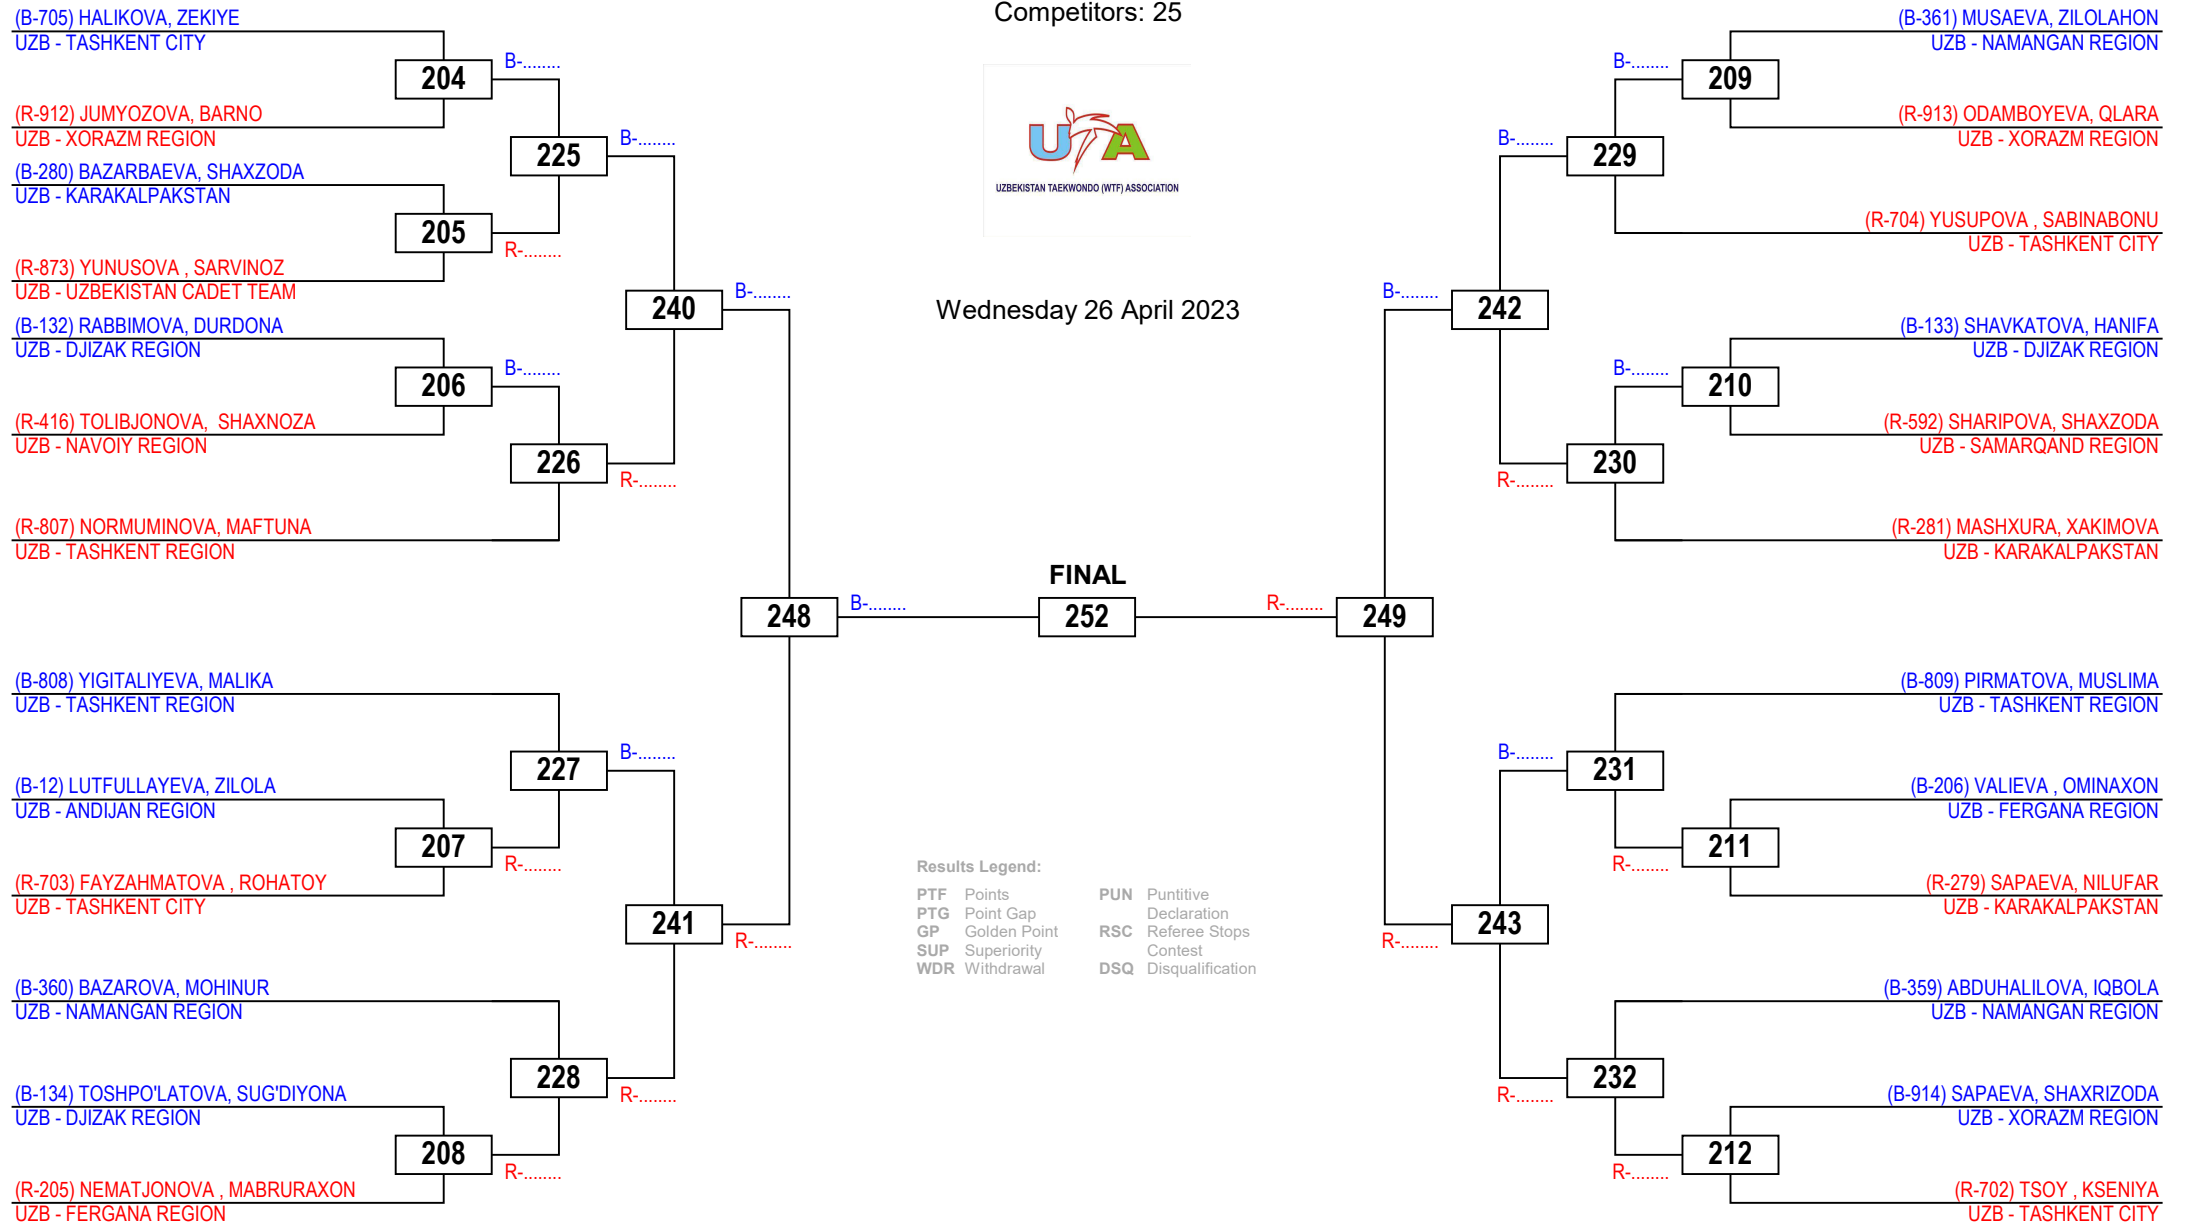 Competitors: 25
UTA
UZBEKISTAN TAEKWONDO (WTF) ASSOCIATION
Wednesday 26 April 2023
(B-705) HALIKOVA, ZEKIYE
UZB - TASHKENT CITY
204
B-........
(R-912) JUMYOZOVA, BARNO
UZB - XORAZM REGION
225
B-........
(B-280) BAZARBAEVA, SHAXZODA
UZB - KARAKALPAKSTAN
205
R-........
(R-873) YUNUSOVA , SARVINOZ
UZB - UZBEKISTAN CADET TEAM
240
B-........
(B-132) RABBIMOVA, DURDONA
UZB - DJIZAK REGION
206
B-........
(R-416) TOLIBJONOVA,  SHAXNOZA
UZB - NAVOIY REGION
226
R-........
(R-807) NORMUMINOVA, MAFTUNA
UZB - TASHKENT REGION
248
B-........
(B-808) YIGITALIYEVA, MALIKA
UZB - TASHKENT REGION
227
B-........
(B-12) LUTFULLAYEVA, ZILOLA
UZB - ANDIJAN REGION
207
R-........
(R-703) FAYZAHMATOVA , ROHATOY
UZB - TASHKENT CITY
241
R-........
(B-360) BAZAROVA, MOHINUR
UZB - NAMANGAN REGION
228
R-........
(B-134) TOSHPO'LATOVA, SUG'DIYONA
UZB - DJIZAK REGION
208
R-........
(R-205) NEMATJONOVA , MABRURAXON
UZB - FERGANA REGION
FINAL
252
(B-361) MUSAEVA, ZILOLAHON
UZB - NAMANGAN REGION
B-........
209
(R-913) ODAMBOYEVA, QLARA
UZB - XORAZM REGION
B-........
229
(R-704) YUSUPOVA , SABINABONU
UZB - TASHKENT CITY
B-........
242
(B-133) SHAVKATOVA, HANIFA
UZB - DJIZAK REGION
B-........
210
(R-592) SHARIPOVA, SHAXZODA
UZB - SAMARQAND REGION
R-........
230
(R-281) MASHXURA, XAKIMOVA
UZB - KARAKALPAKSTAN
R-........
249
(B-809) PIRMATOVA, MUSLIMA
UZB - TASHKENT REGION
B-........
231
(B-206) VALIEVA , OMINAXON
UZB - FERGANA REGION
R-........
211
(R-279) SAPAEVA, NILUFAR
UZB - KARAKALPAKSTAN
R-........
243
(B-359) ABDUHALILOVA, IQBOLA
UZB - NAMANGAN REGION
R-........
232
(B-914) SAPAEVA, SHAXRIZODA
UZB - XORAZM REGION
R-........
212
(R-702) TSOY , KSENIYA
UZB - TASHKENT CITY
Results Legend:
PTF Points
PTG Point Gap
GP Golden Point
SUP Superiority
WDR Withdrawal
PUN Puntitive
Declaration
RSC Referee Stops
Contest
DSQ Disqualification